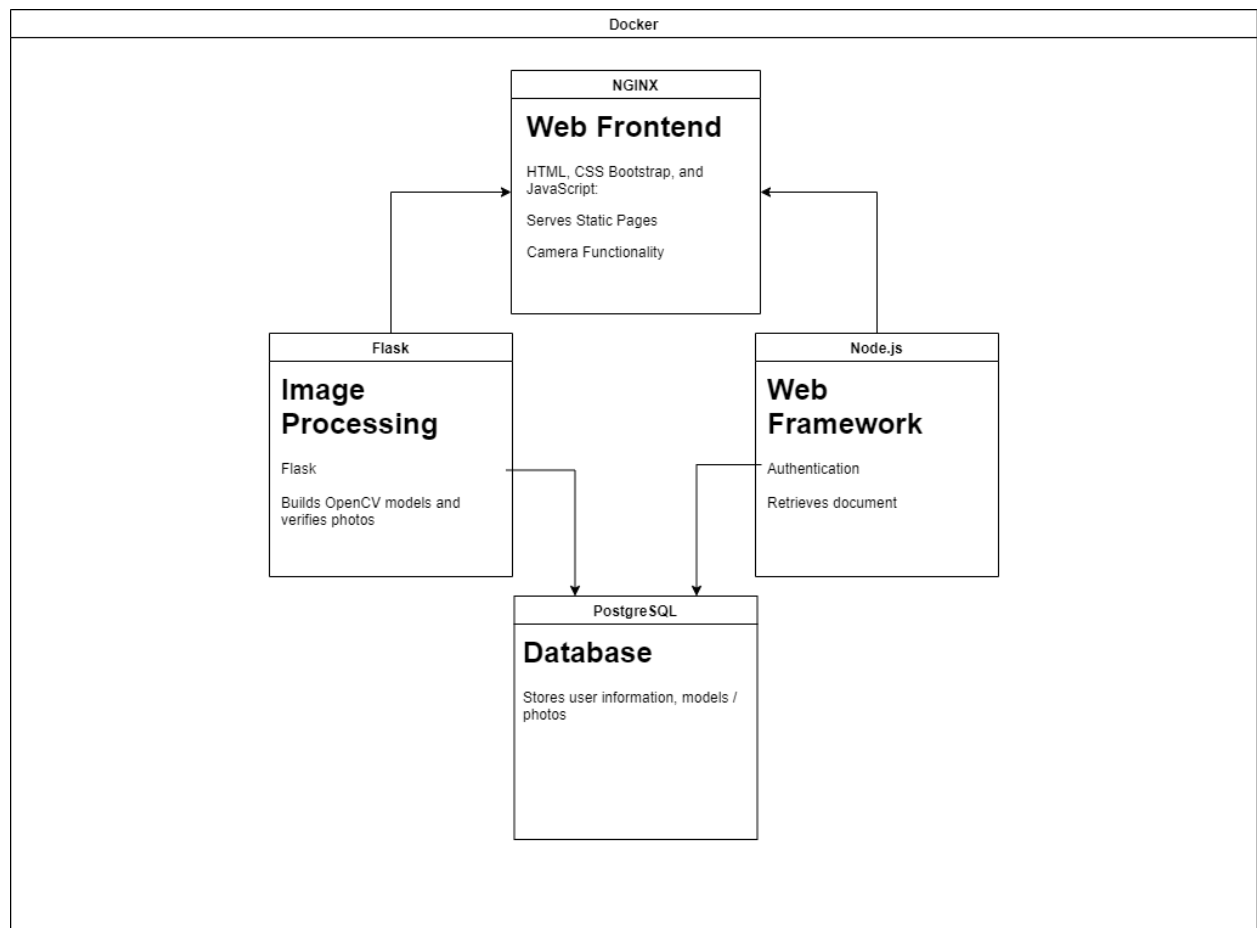 Docker
NGINX
Web Frontend
HTML, CSS Bootstrap, and
JavaScript:
Serves Static Pages
Camera Functionality
Flask
Image
Processing
Flask
Builds OpenCV models and
verifies photos
Node.js
Web
Framework
Authentication
Retrieves document
PostgreSQL
Database
Stores user information, models /
photos